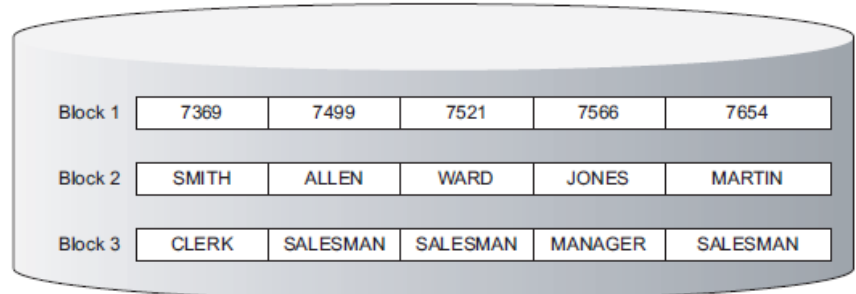 Block 1 7369 7499 7521 7566 7654
Block 2 SMITH ALLEN WARD JONES MARTIN
Block 3 CLERK SALESMAN SALESMAN MANAGER SALESMAN